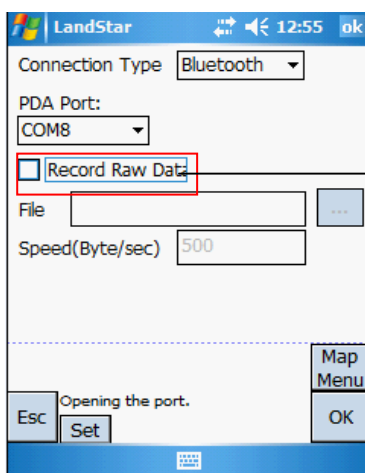 LandStar 12:55 ok
Connection Type Bluetooth
PDA Port:
COM8
Record Raw Data
File ...
Speed(Byte/sec) 500
Map
Menu
Opening the port.
Esc Set OK